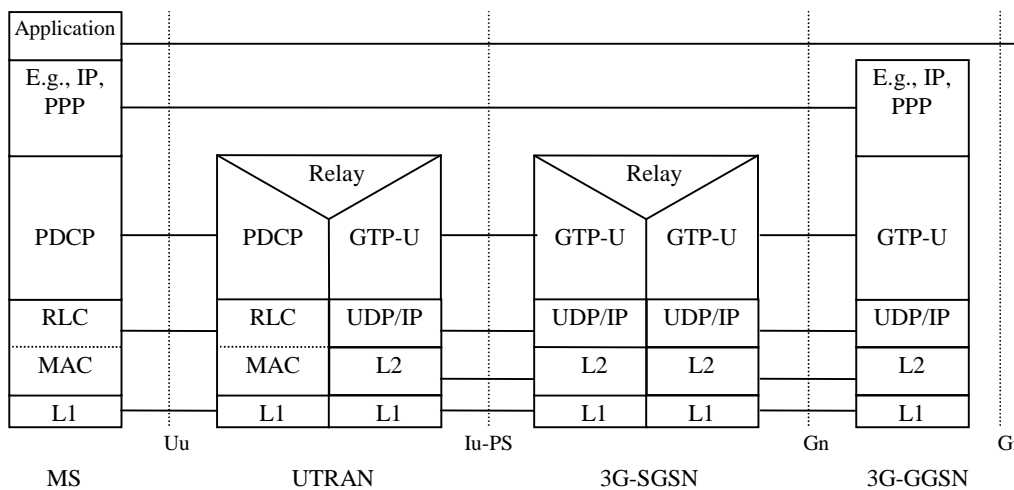 Application
E.g., IP,
PPP
E.g., IP,
PPP
Relay
Relay
PDCP
PDCP
GTP-U
GTP-U
GTP-U
GTP-U
RLC
RLC
UDP/IP
UDP/IP
UDP/IP
UDP/IP
MAC
MAC
L2
L2
L2
L2
L1
L1
L1
L1
L1
L1
Uu
Iu-PS
Gn
MS
UTRAN
3G-SGSN
3G-GGSN